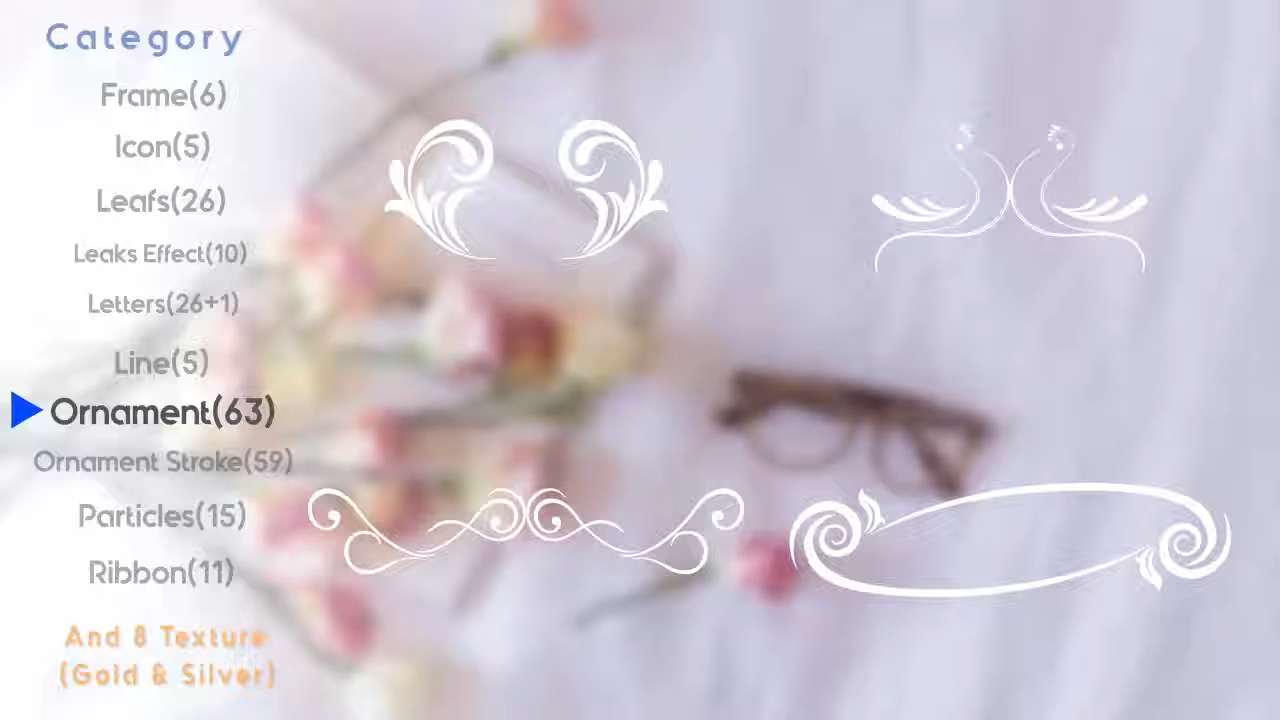 Category
Frame(6)
Icon(5)
Leafs(26)
Leaks Effect(10)
Letters(26+1)
Line(5)
Ornament(63)
Ornament Stroke(59)
Particles(15)
Ribbon(11)
And 8 Texture
(Gold & Silver)